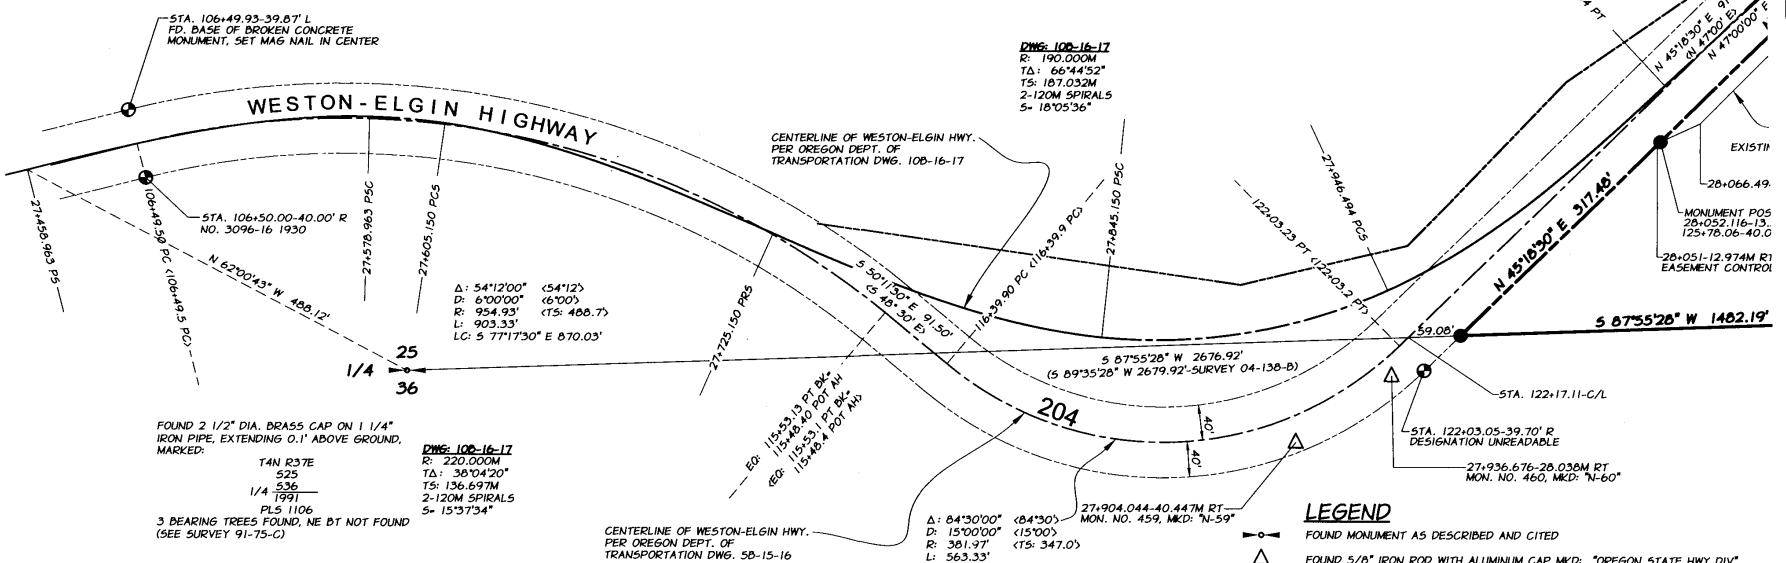 STA. 106+49.93-39.87' L
FD. BASE OF BROKEN CONCRETE
MONUMENT, SET MAG NAIL IN CENTER
WESTON-ELGIN HIGHWAY
DWG: 10B-16-17
R: 190.000M
TΔ: 66°44'52"
TS: 187.032M
2-120M SPIRALS
S= 18°05'36"
4 PT
N 45°18'30" E 91
(N 47°00' E)
N 47°00'00" E
CENTERLINE OF WESTON-ELGIN HWY.
PER OREGON DEPT. OF
TRANSPORTATION DWG. 10B-16-17
27+458.963 PS
106+49.50 PC <106+49.5 PC>
STA. 106+50.00-40.00' R
NO. 3096-16 1930
27+578.963 PSC
27+605.150 PCS
N 62°00'43" W 488.12'
Δ: 54°12'00" <54°12'>
D: 6°00'00" <6°00'>
R: 954.93' <TS: 488.7'>
L: 903.33'
LC: S 77°17'30" E 870.03'
27+725.150 PRS
S 50°11'30" E 91.50'
<S 48°30' E>
116+39.90 PC <116+39.9 PC>
27+845.150 PSC
122+03.23 PT <122+03.2 PT>
27+946.494 PCS
N 45°18'30" E 317.48'
EXISTIN
28+066.49
MONUMENT POS
28+052.116-13.
125+78.06-40.0
28+051-12.974M RT
EASEMENT CONTROL
59.08'
S 87°55'28" W 1482.19'
25
1/4
36
S 87°55'28" W 2676.92'
(S 89°35'28" W 2679.92'-SURVEY 04-138-B)
EQ: 115+53.13 PT BK=
115+48.40 POT AH
<EQ: 115+53.1 PT BK=
115+48.4 POT AH>
204
40'
40'
STA. 122+17.11-C/L
STA. 122+03.05-39.70' R
DESIGNATION UNREADABLE
27+936.676-28.038M RT
MON. NO. 460, MKD: "N-60"
FOUND 2 1/2" DIA. BRASS CAP ON 1 1/4"
IRON PIPE, EXTENDING 0.1' ABOVE GROUND,
MARKED:
T4N R37E
S25
1/4 S36
1991
PLS 1106
3 BEARING TREES FOUND, NE BT NOT FOUND
(SEE SURVEY 91-75-C)
DWG: 10B-16-17
R: 220.000M
TΔ: 38°04'20"
TS: 136.697M
2-120M SPIRALS
S= 15°37'34"
CENTERLINE OF WESTON-ELGIN HWY.
PER OREGON DEPT. OF
TRANSPORTATION DWG. 5B-15-16
Δ: 84°30'00" <84°30'>
D: 15°00'00" <15°00'>
R: 381.97' <TS: 347.0'>
L: 563.33'
27+904.044-40.447M RT
MON. NO. 459, MKD: "N-59"
LEGEND
FOUND MONUMENT AS DESCRIBED AND CITED
FOUND 5/8" IRON ROD WITH ALUMINUM CAP MKD: "OREGON STATE HWY DIV"